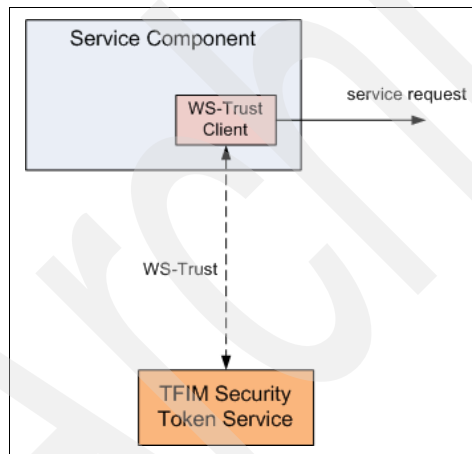 Service Component
service request
WS-Trust
Client
WS-Trust
TFIM Security
Token Service